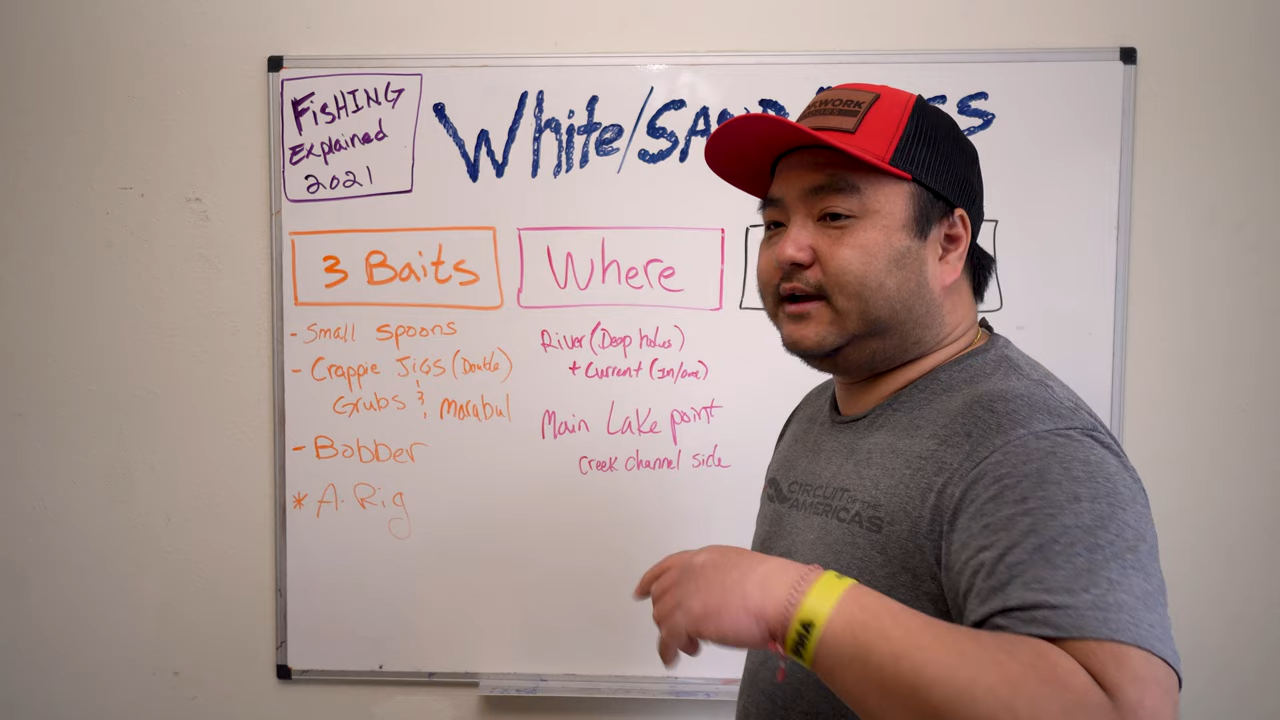 FisHING
Explained
2021
White/SAND BASS
3 Baits
- Small spoons
- Crappie JIGS (Double)
Grubs & Marabul
- Bobber
* A-Rig
Where
River (Deep holes)
+ Current (In/out)
Main Lake point
Creek channel side
WORK
CIRCUIT OF THE
AMERICAS